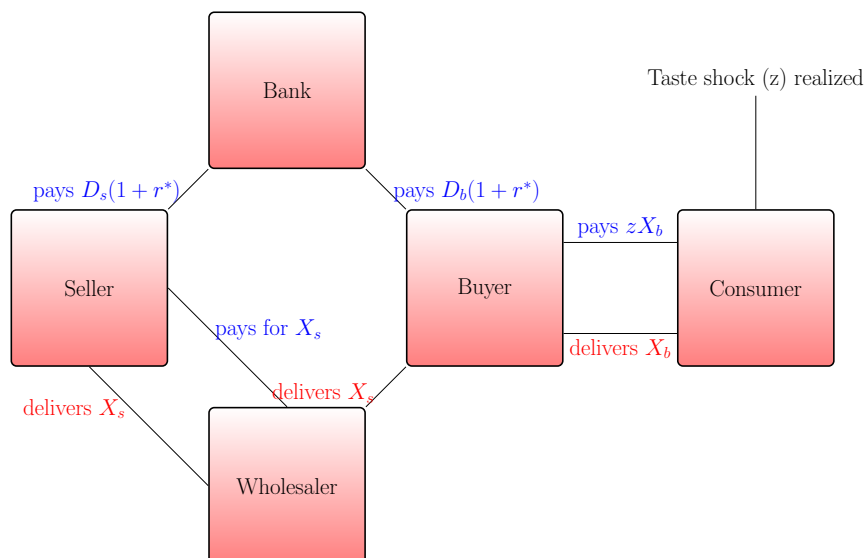 Bank
Taste shock (z) realized
pays $D_s(1 + r^*)$
pays $D_b(1 + r^*)$
pays $zX_b$
Seller
Buyer
Consumer
pays for $X_s$
delivers $X_b$
delivers $X_s$
delivers $X_s$
Wholesaler